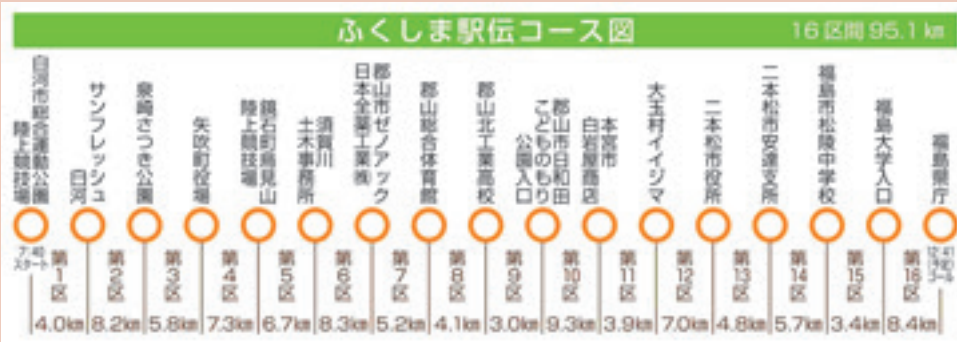 ふくしま駅伝コース図
16区間 95.1㎞
白河市総合運動公園
陸上競技場
サンフレッシュ
白河
泉崎さつき公園
矢吹町役場
鏡石町鳥見山
陸上競技場
須賀川
土木事務所
郡山市ゼノアック
日本全薬工業㈱
郡山総合体育館
郡山北工業高校
郡山市日和田
こどものもり
公園入口
本宮市
白岩屋商店
大玉村イイジマ
二本松市役所
二本松市安達支所
福島市松陵中学校
福島大学入口
福島県庁
7:40
スタート
第1区
第2区
第3区
第4区
第5区
第6区
第7区
第8区
第9区
第10区
第11区
第12区
第13区
第14区
第15区
第16区
ゴール
4.0㎞
8.2㎞
5.8㎞
7.3㎞
6.7㎞
8.3㎞
5.2㎞
4.1㎞
3.0㎞
9.3㎞
3.9㎞
7.0㎞
4.8㎞
5.7㎞
3.4㎞
8.4㎞